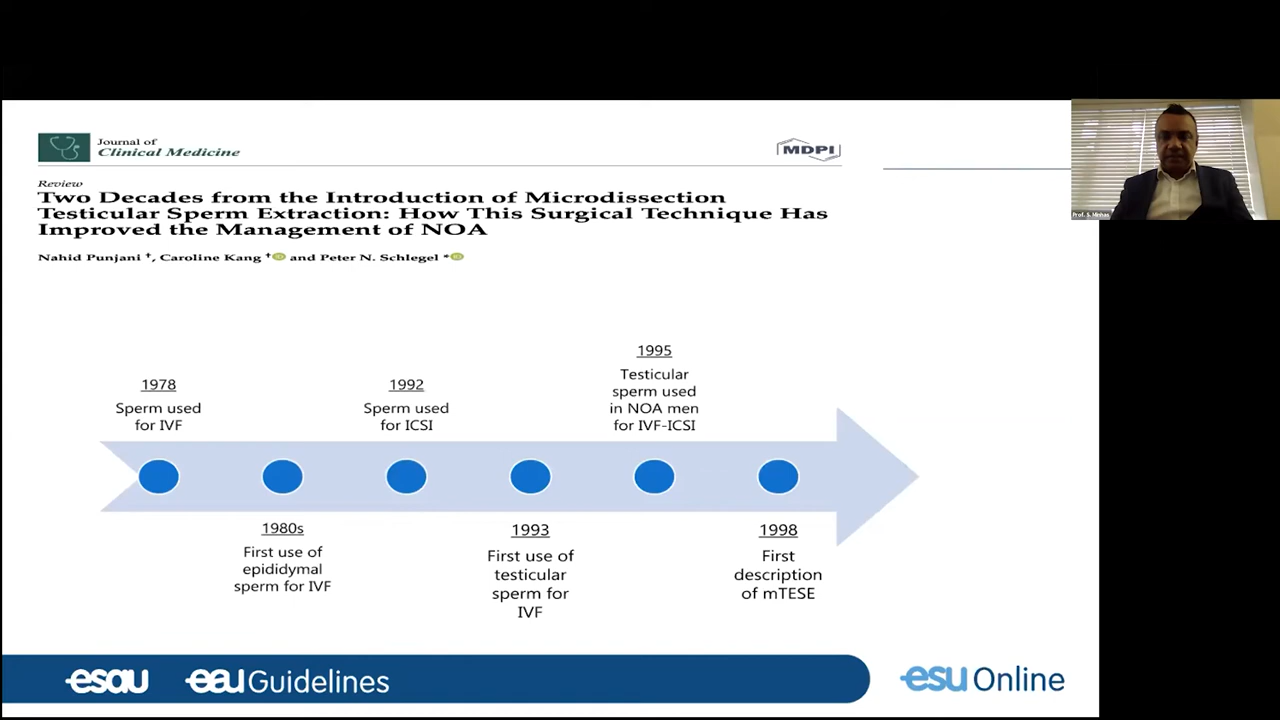 Journal of
Clinical Medicine
MDPI
Review
Two Decades from the Introduction of Microdissection
Testicular Sperm Extraction: How This Surgical Technique Has
Improved the Management of NOA
Nahid Punjani †, Caroline Kang † and Peter N. Schlegel *
Prof. S. Minhas
1978
Sperm used
for IVF
1980s
First use of
epididymal
sperm for IVF
1992
Sperm used
for ICSI
1993
First use of
testicular
sperm for
IVF
1995
Testicular
sperm used
in NOA men
for IVF-ICSI
1998
First
description
of mTESE
esau
eau Guidelines
esu Online